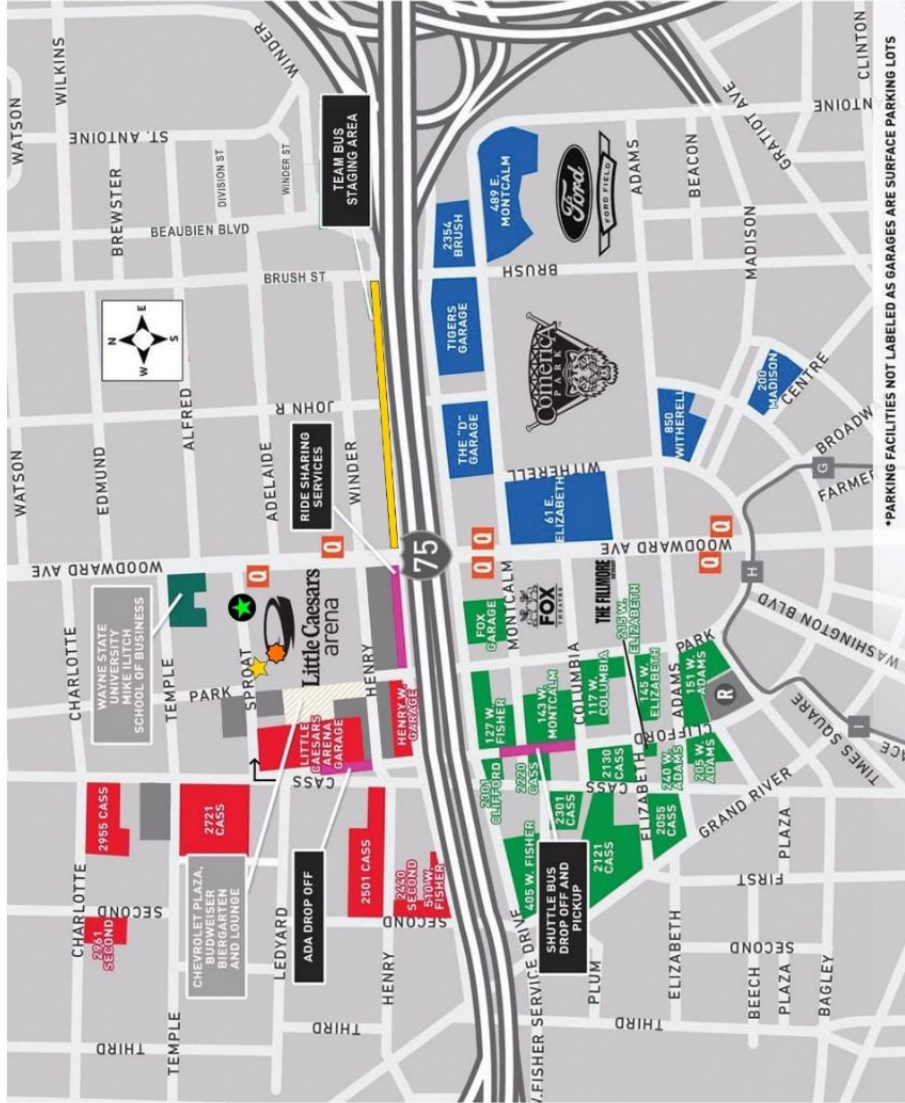 WATSON
WILKINS
WINDER
ST. ANTOINE
BREWSTER
DIVISION ST
WINDER ST
BEAUBIEN BLVD
BRUSH ST
TEAM BUS
STAGING AREA
N
W
E
S
WATSON
EDMUND
ALFRED
JOHN R
ADELAIDE
WINDER
RIDE SHARING
SERVICES
WOODWARD AVE
75
WAYNE STATE
UNIVERSITY
MIKE ILITCH
SCHOOL OF BUSINESS
CHARLOTTE
TEMPLE
PARK
SPROAT
Q
Q
Little Caesars
arena
HENRY
LITTLE
CAESARS
ARENA
GARAGE
HENRY W.
GARAGE
CASS
2955 CASS
2721
CASS
CHEVROLET PLAZA,
BUDWEISER
BIERGARTEN
AND LOUNGE
ADA DROP OFF
2501 CASS
2440
SECOND
510 W.
FISHER
CHARLOTTE
2961
SECOND
SECOND
LEDYARD
SECOND
HENRY
THIRD
TEMPLE
THIRD
489 E.
MONTCALM
2354
BRUSH
Ford
FORD FIELD
ADAMS
BEACON
GRATIOT AVE
CLINTON
ANTOINE
MADISON
BRUSH
TIGERS
GARAGE
COMERICA
PARK
THE "D"
GARAGE
WITHERELL
850
WITHERELL
200
MADISON
CENTRE
61 E.
ELIZABETH
FARMER
G
Q
Q
WOODWARD AVE
Q
Q
H
FOX
GARAGE
MONTCALM
FOX
THEATRE
THE FILLMORE
DETROIT
215 W.
ELIZABETH
WASHINGTON BLVD
PARK
127 W.
FISHER
143 W.
MONTCALM
COLUMBIA
117 W.
COLUMBIA
145 W.
ELIZABETH
ADAMS
151 W.
ADAMS
R
CLIFFORD
TIMES SQUARE
I
2301
CLIFFORD
2220
CASS
2130
CASS
CASS
ELIZABETH
240 W.
ADAMS
205 W.
ADAMS
GRAND RIVER
405 W. FISHER
2301
CASS
2121
CASS
2055
CASS
SHUTTLE BUS
DROP OFF AND
PICKUP
FIRST
PLAZA
PLUM
ELIZABETH
SECOND
BEECH
PLAZA
BAGLEY
THIRD
FISHER SERVICE DRIVE
*PARKING FACILITIES NOT LABELED AS GARAGES ARE SURFACE PARKING LOTS